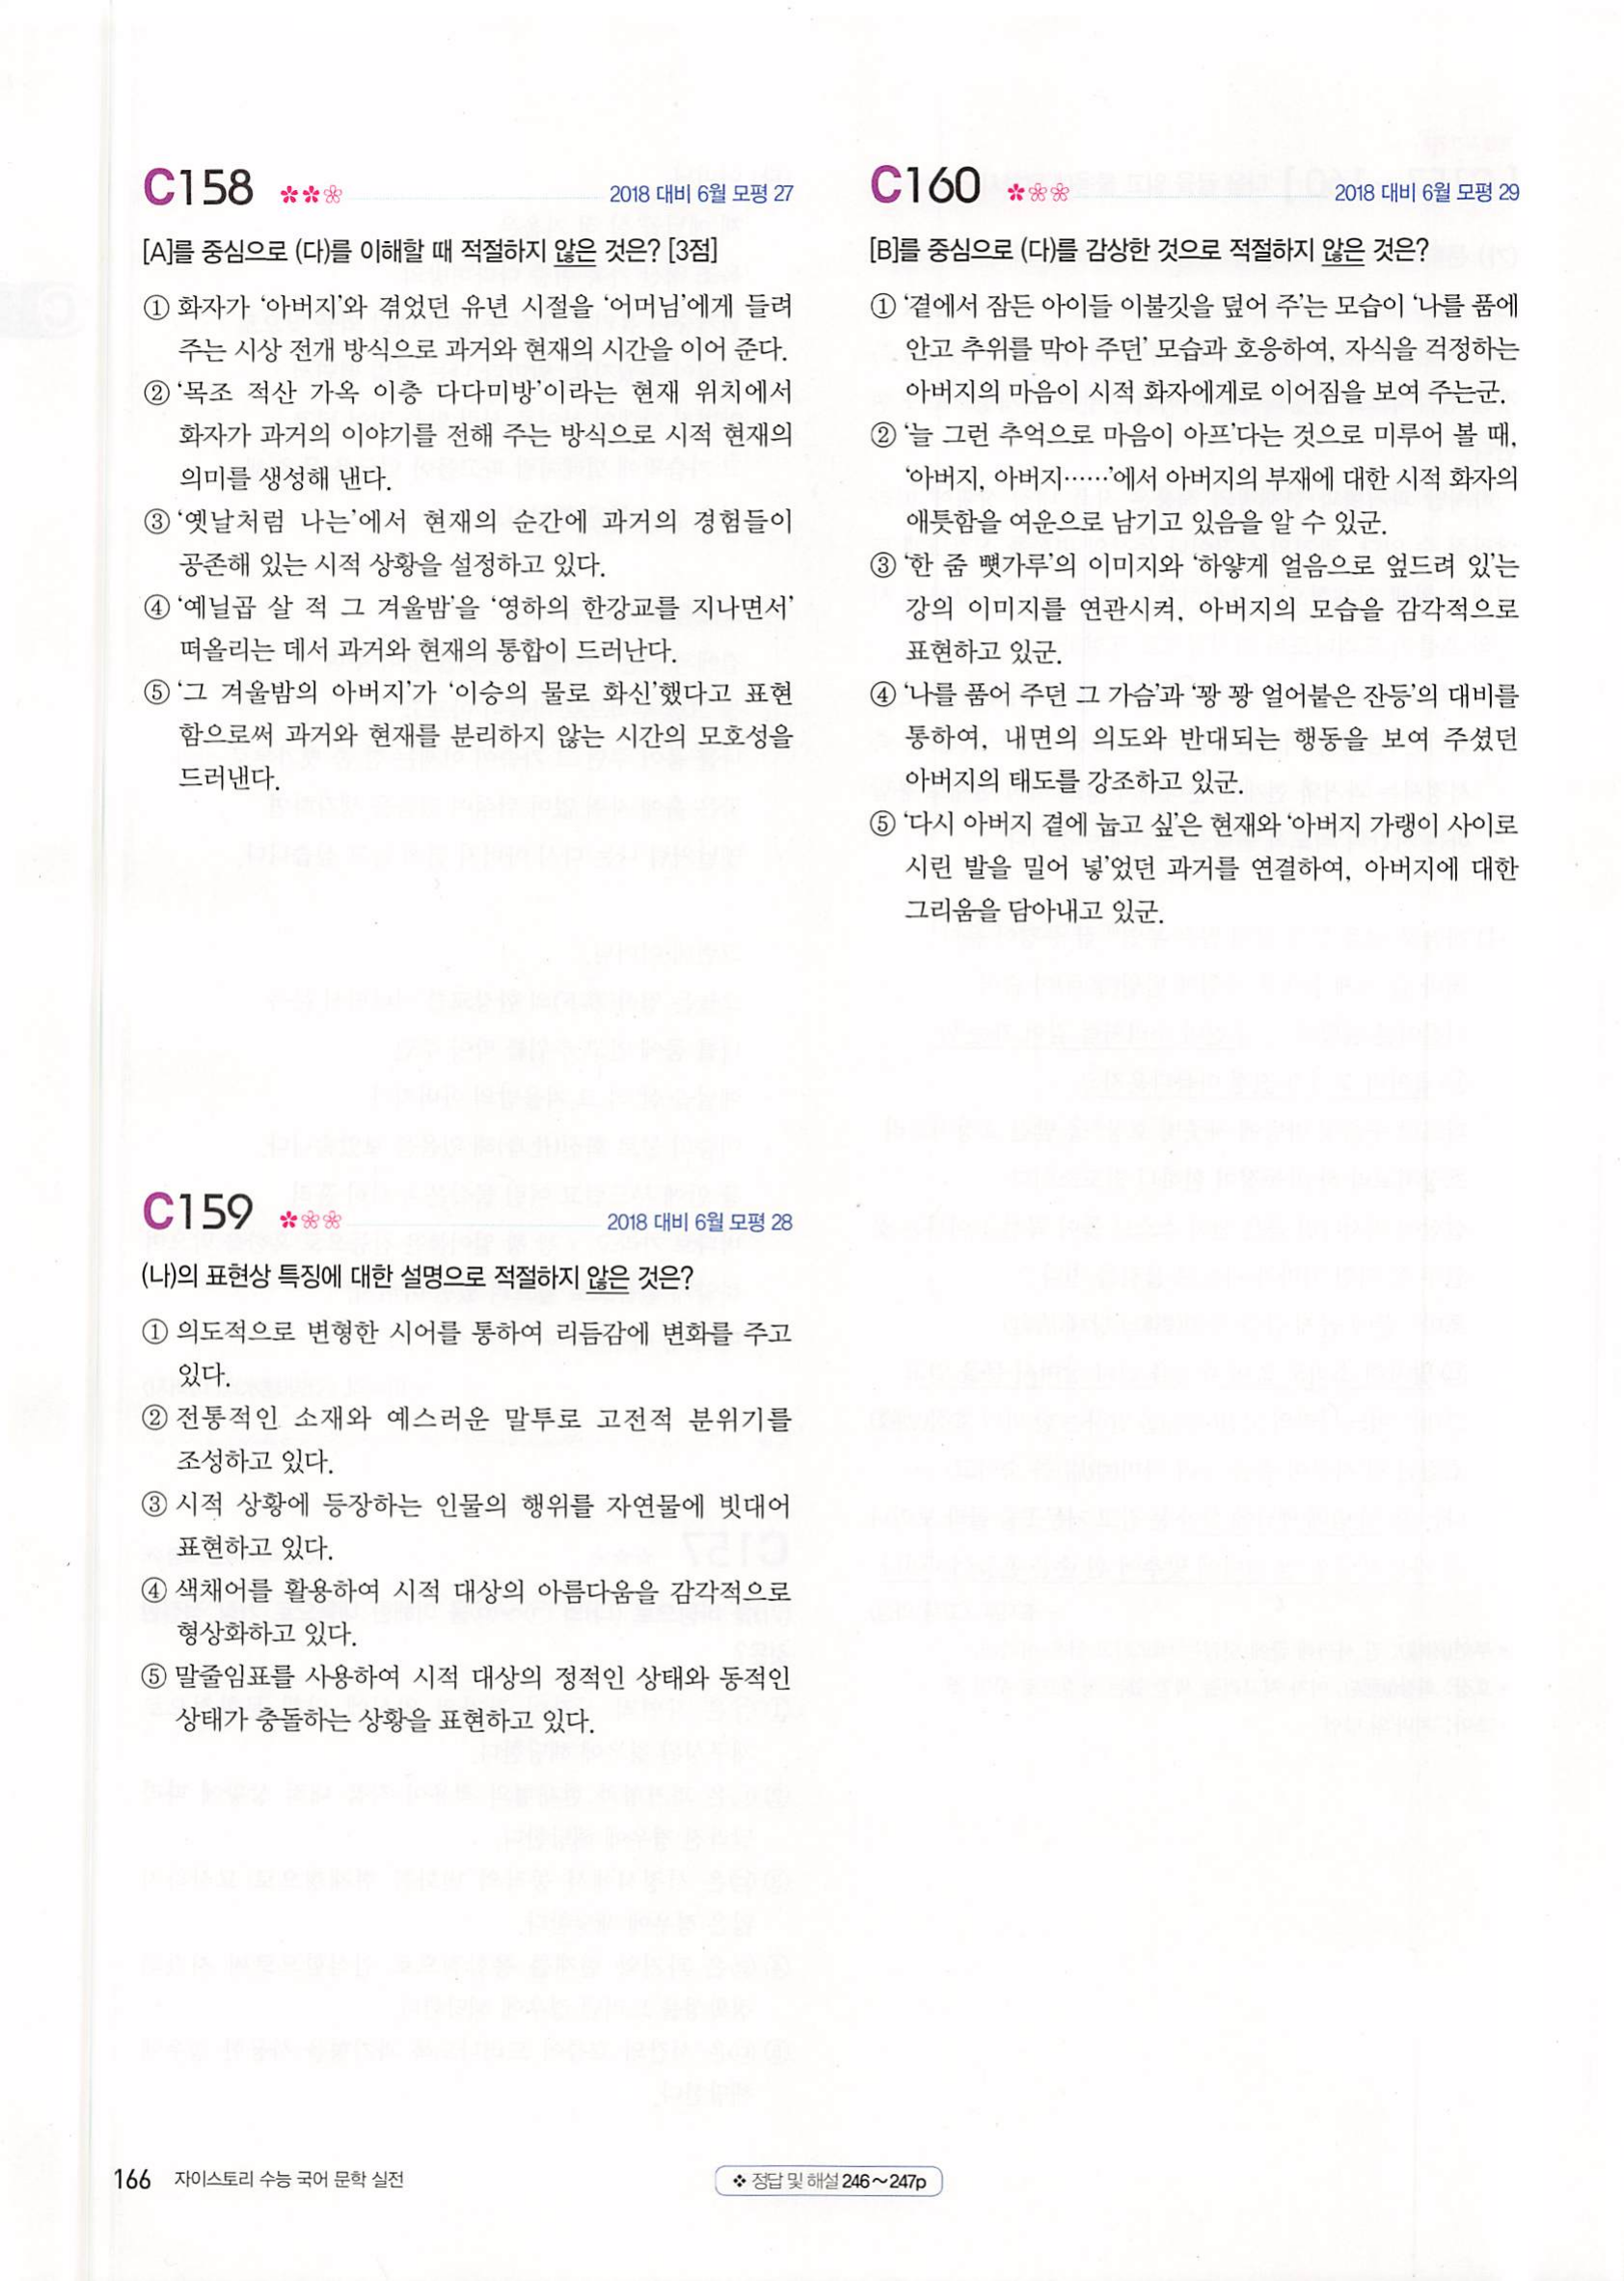 C158
2018 대비 6월 모평 27
[A]를 중심으로 (다)를 이해할 때 적절하지 않은 것은? [3점]
① 화자가 ‘아버지’와 겪었던 유년 시절을 ‘어머님’에게 들려
주는 시상 전개 방식으로 과거와 현재의 시간을 이어 준다.
② ‘목조 적산 가옥 이층 다다미방’이라는 현재 위치에서
화자가 과거의 이야기를 전해 주는 방식으로 시적 현재의
의미를 생성해 낸다.
③ ‘옛날처럼 나는’에서 현재의 순간에 과거의 경험들이
공존해 있는 시적 상황을 설정하고 있다.
④ ‘예닐곱 살 적 그 겨울밤’을 ‘영하의 한강교를 지나면서’
떠올리는 데서 과거와 현재의 통합이 드러난다.
⑤ ‘그 겨울밤의 아버지’가 ‘이승의 물로 화신’했다고 표현
함으로써 과거와 현재를 분리하지 않는 시간의 모호성을
드러낸다.
C159
2018 대비 6월 모평 28
(나)의 표현상 특징에 대한 설명으로 적절하지 않은 것은?
① 의도적으로 변형한 시어를 통하여 리듬감에 변화를 주고
있다.
② 전통적인 소재와 예스러운 말투로 고전적 분위기를
조성하고 있다.
③ 시적 상황에 등장하는 인물의 행위를 자연물에 빗대어
표현하고 있다.
④ 색채어를 활용하여 시적 대상의 아름다움을 감각적으로
형상화하고 있다.
⑤ 말줄임표를 사용하여 시적 대상의 정적인 상태와 동적인
상태가 충돌하는 상황을 표현하고 있다.
C160
2018 대비 6월 모평 29
[B]를 중심으로 (다)를 감상한 것으로 적절하지 않은 것은?
① ‘곁에서 잠든 아이들 이불깃을 덮어 주’는 모습이 ‘나를 품에
안고 추위를 막아 주던’ 모습과 호응하여, 자식을 걱정하는
아버지의 마음이 시적 화자에게로 이어짐을 보여 주는군.
② ‘늘 그런 추억으로 마음이 아프’다는 것으로 미루어 볼 때,
‘아버지, 아버지……’에서 아버지의 부재에 대한 시적 화자의
애틋함을 여운으로 남기고 있음을 알 수 있군.
③ ‘한 줌 뼛가루’의 이미지와 ‘하얗게 얼음으로 엎드려 있’는
강의 이미지를 연관시켜, 아버지의 모습을 감각적으로
표현하고 있군.
④ ‘나를 품어 주던 그 가슴’과 ‘꽝 꽝 얼어붙은 잔등’의 대비를
통하여, 내면의 의도와 반대되는 행동을 보여 주셨던
아버지의 태도를 강조하고 있군.
⑤ ‘다시 아버지 곁에 눕고 싶’은 현재와 ‘아버지 가랭이 사이로
시린 발을 밀어 넣’었던 과거를 연결하여, 아버지에 대한
그리움을 담아내고 있군.
166 자이스토리 수능 국어 문학 실전
❖ 정답 및 해설 246~247p